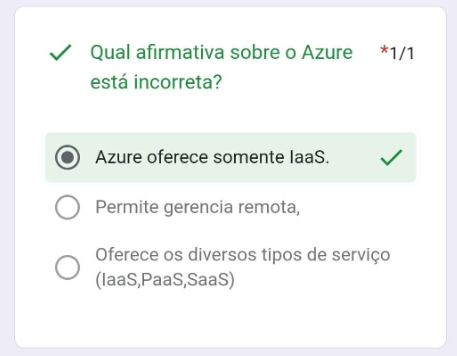 Qual afirmativa sobre o Azure *1/1
está incorreta?
Azure oferece somente IaaS.
Permite gerencia remota,
Oferece os diversos tipos de serviço
(IaaS,PaaS,SaaS)